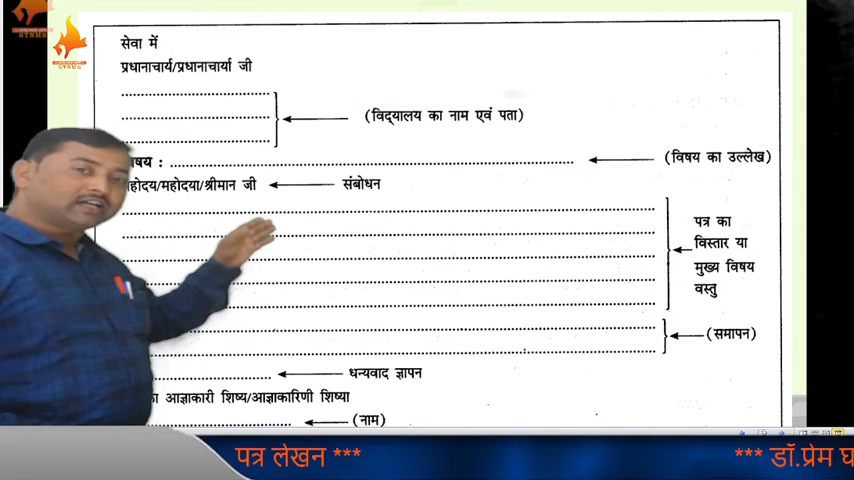 सेवा में
प्रधानाचार्य/प्रधानाचार्या जी
(विद्यालय का नाम एवं पता)
विषय : (विषय का उल्लेख)
महोदय/महोदया/श्रीमान जी संबोधन
पत्र का
विस्तार या
मुख्य विषय
वस्तु
(समापन)
धन्यवाद ज्ञापन
आज्ञाकारी शिष्य/आज्ञाकारिणी शिष्या
(नाम)
पत्र लेखन *** *** डॉ.प्रेम